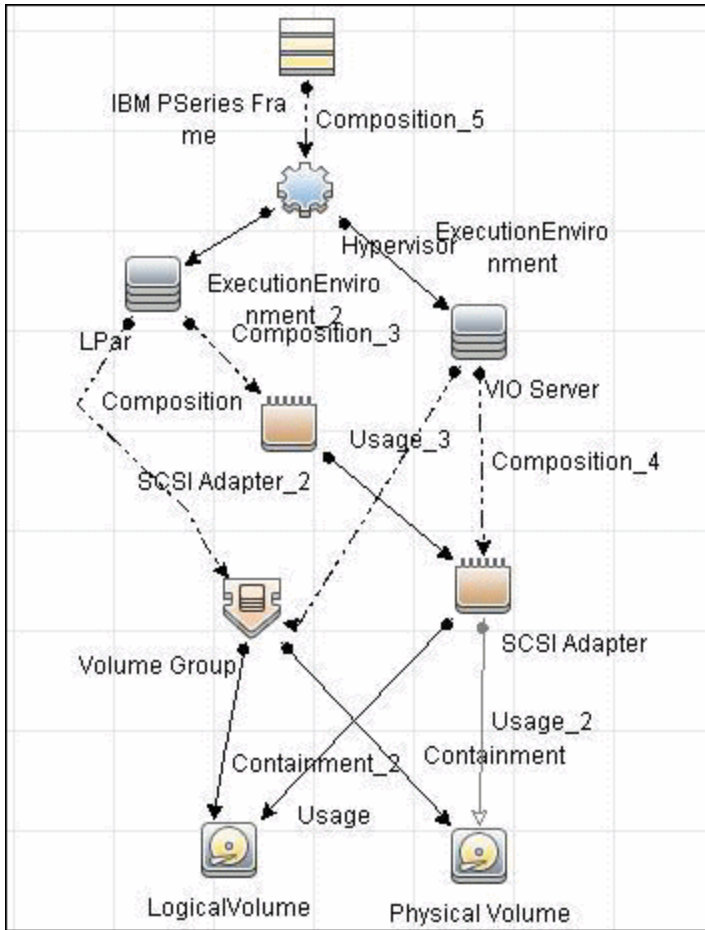 IBM PSeries Fra
me
Composition_5
Hypervisor
ExecutionEnviro
nment
ExecutionEnviro
nment_2
LPar
Composition_3
VIO Server
Composition
Usage_3
SCSI Adapter_2
Composition_4
SCSI Adapter
Volume Group
Usage_2
Containment_2
Containment
Usage
LogicalVolume
Physical Volume